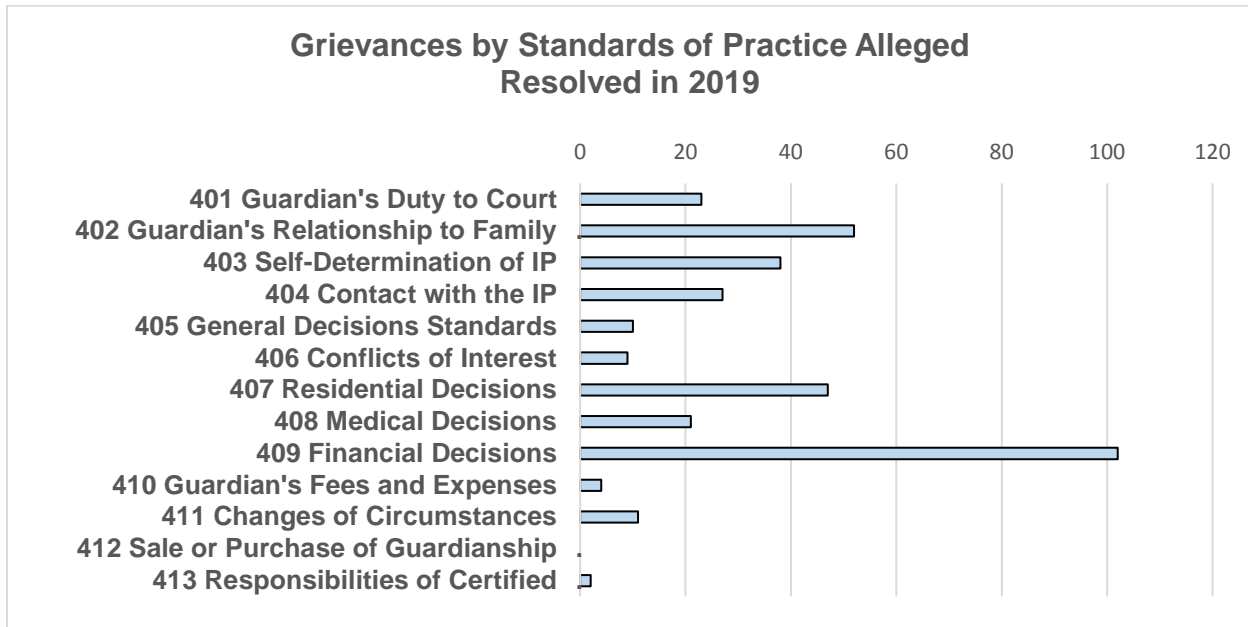 Grievances by Standards of Practice Alleged
Resolved in 2019
0 20 40 60 80 100 120
401 Guardian's Duty to Court
402 Guardian's Relationship to Family
403 Self-Determination of IP
404 Contact with the IP
405 General Decisions Standards
406 Conflicts of Interest
407 Residential Decisions
408 Medical Decisions
409 Financial Decisions
410 Guardian's Fees and Expenses
411 Changes of Circumstances
412 Sale or Purchase of Guardianship
413 Responsibilities of Certified